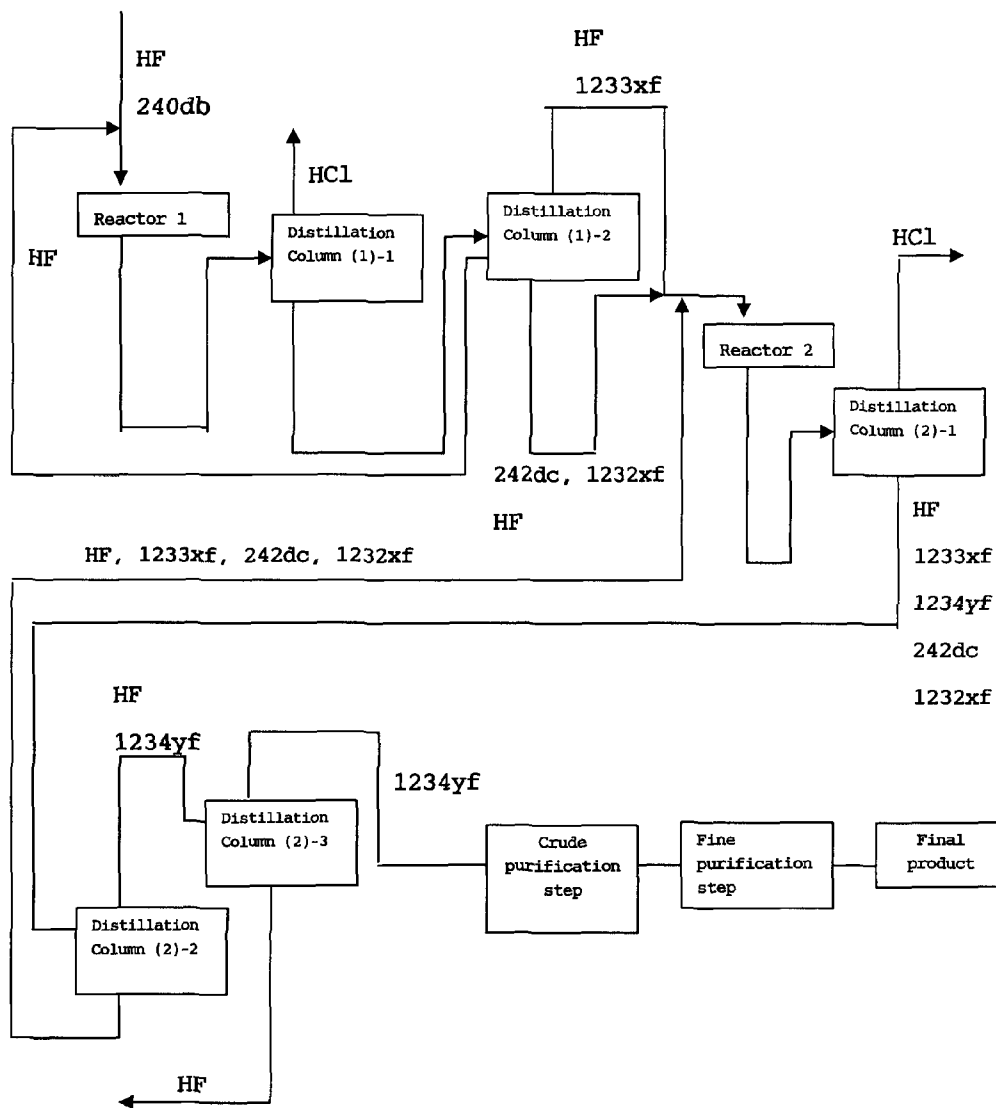 HF
240db
HF
1233xf
HCl
Reactor 1
HF
Distillation
Column (1)-1
Distillation
Column (1)-2
HCl
Reactor 2
Distillation
Column (2)-1
242dc, 1232xf
HF
HF, 1233xf, 242dc, 1232xf
HF
1233xf
1234yf
242dc
1232xf
HF
1234yf
Distillation
Column (2)-3
1234yf
Crude
purification
step
Fine
purification
step
Final
product
Distillation
Column (2)-2
HF